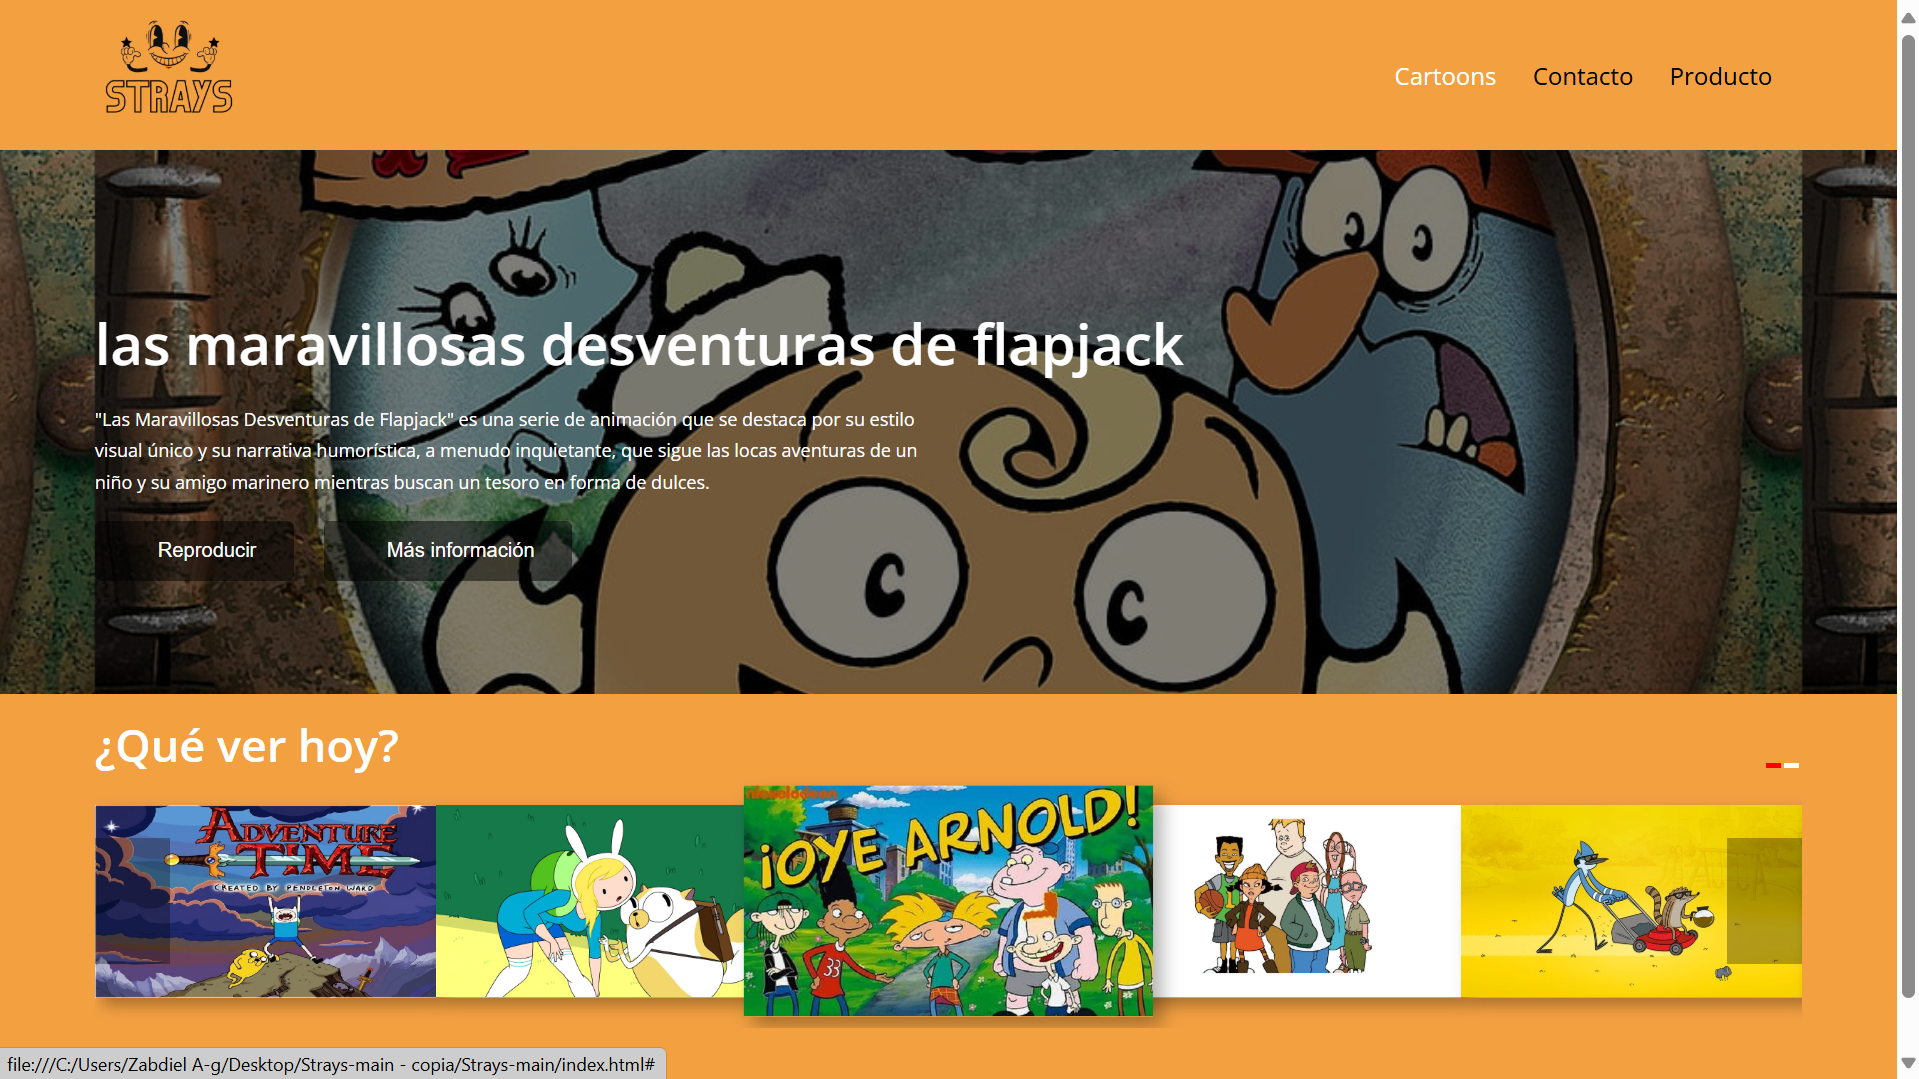 STRAYS
Cartoons Contacto Producto
las maravillosas desventuras de flapjack
"Las Maravillosas Desventuras de Flapjack" es una serie de animación que se destaca por su estilo
visual único y su narrativa humorística, a menudo inquietante, que sigue las locas aventuras de un
niño y su amigo marinero mientras buscan un tesoro en forma de dulces.
Reproducir Más información
¿Qué ver hoy?
ADVENTURE
TIME
CREATED BY PENDLETON WARD
nickelodeon
¡OYE ARNOLD!
33
file:///C:/Users/Zabdiel A-g/Desktop/Strays-main - copia/Strays-main/index.html#